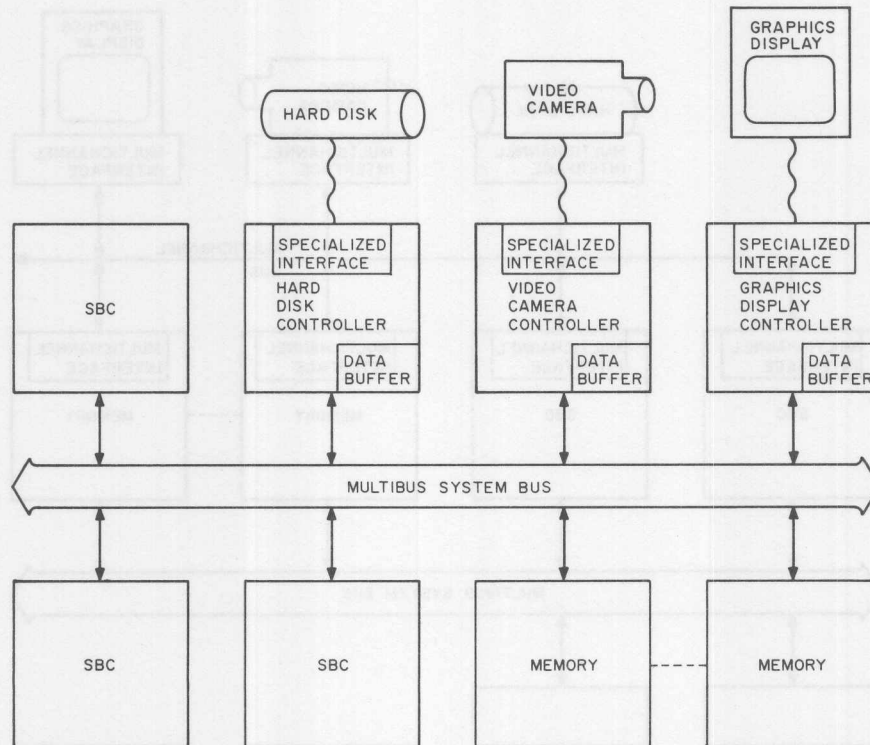 GRAPHICS
DISPLAY
HARD DISK
VIDEO
CAMERA
SPECIALIZED
INTERFACE
SPECIALIZED
INTERFACE
SPECIALIZED
INTERFACE
SBC
HARD
DISK
CONTROLLER
VIDEO
CAMERA
CONTROLLER
GRAPHICS
DISPLAY
CONTROLLER
DATA
BUFFER
DATA
BUFFER
DATA
BUFFER
MULTIBUS SYSTEM BUS
SBC
SBC
MEMORY
MEMORY